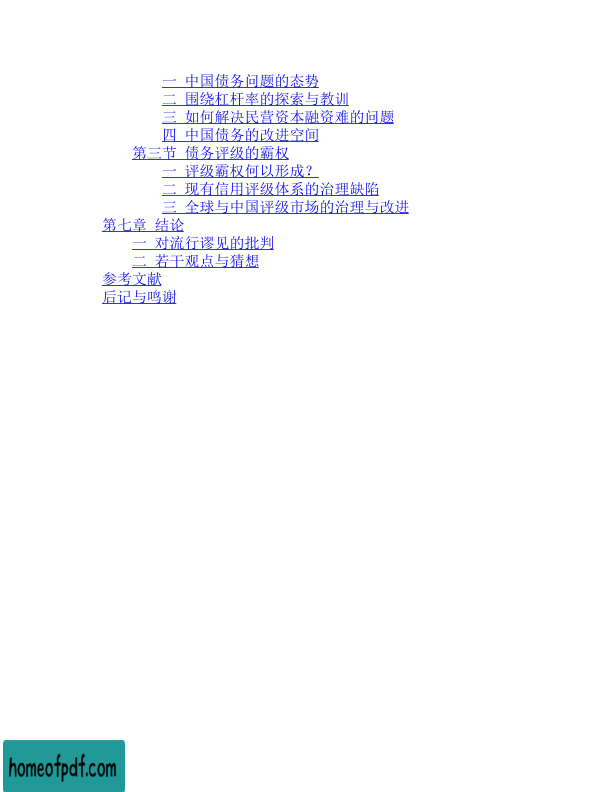 一 中国债务问题的态势
二 围绕杠杆率的探索与教训
三 如何解决民营资本融资难的问题
四 中国债务的改进空间
第三节 债务评级的霸权
一 评级霸权何以形成？
二 现有信用评级体系的治理缺陷
三 全球与中国评级市场的治理与改进
第七章 结论
一 对流行谬见的批判
二 若干观点与猜想
参考文献
后记与鸣谢
homeofpdf.com